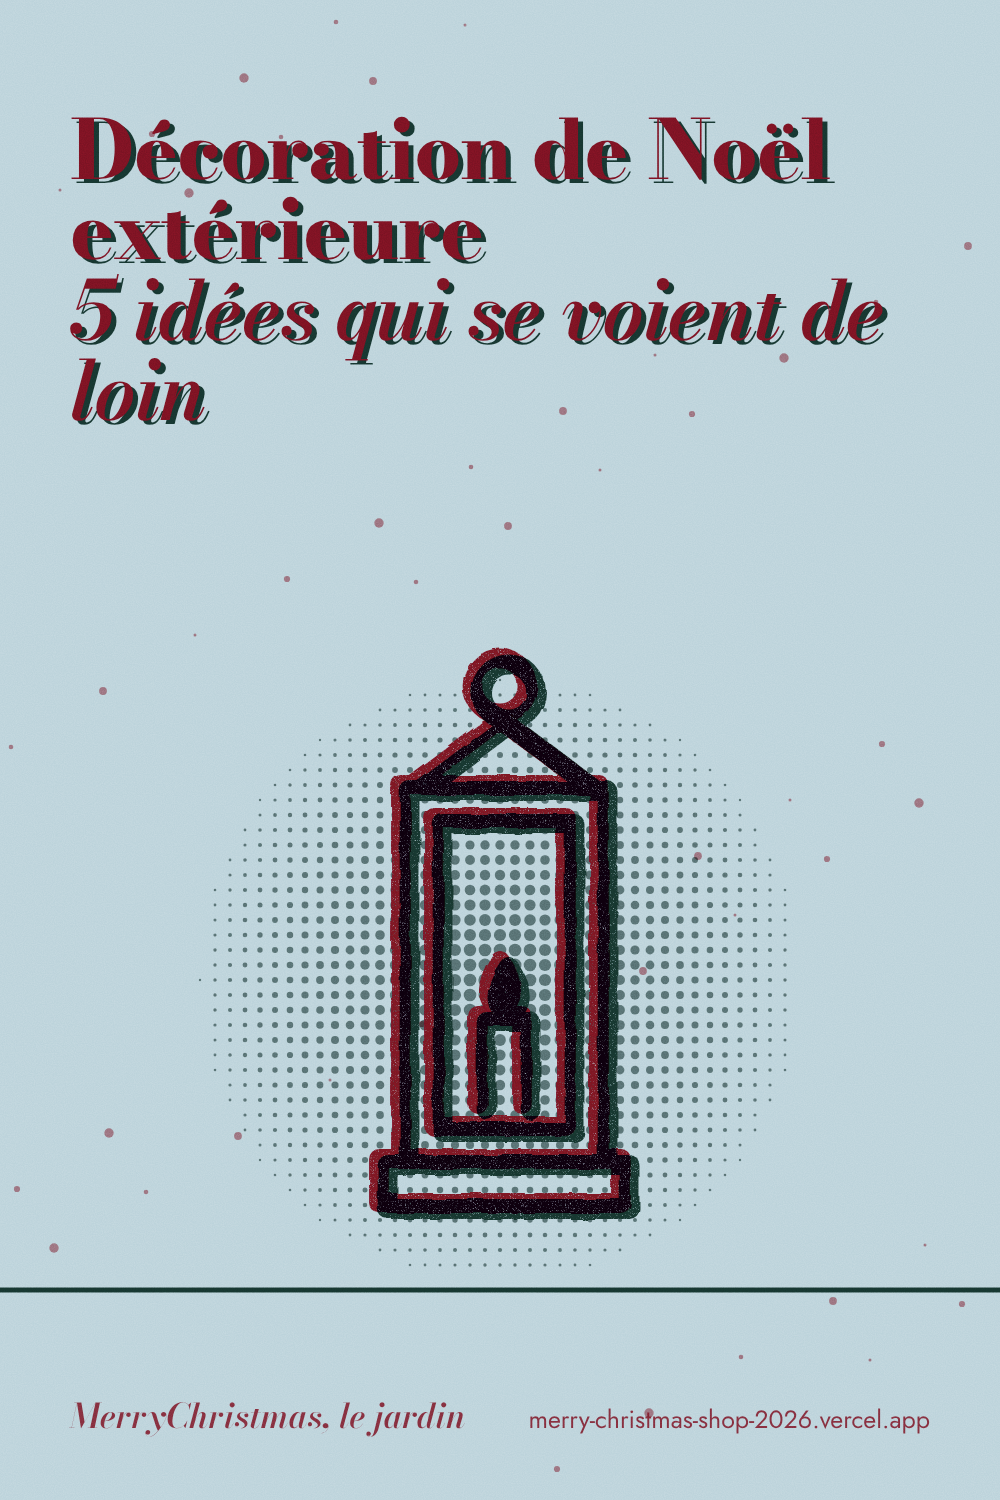 Décoration de Noël
extérieure
5 idées qui se voient de
loin
MerryChristmas, le jardin
merry-christmas-shop-2026.vercel.app